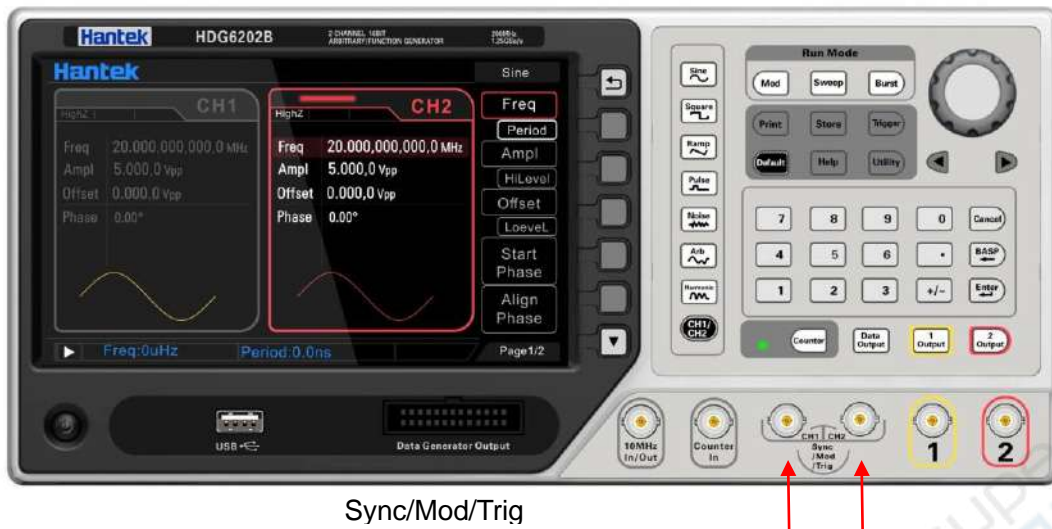 Hantek HDG6202B 2 CHANNEL 16BIT 200MHz
ARBITRARY/FUNCTION GENERATOR 1.25GSa/s
Hantek Sine
CH1
HighZ
Freq 20.000,000,000,0 MHz
Ampl 5.000,0 Vpp
Offset 0.000,0 Vpp
Phase 0.00°
CH2
HighZ
Freq 20.000,000,000,0 MHz
Ampl 5.000,0 Vpp
Offset 0.000,0 Vpp
Phase 0.00°
Freq
Period
Ampl
HiLevel
Offset
LoeveL
Start
Phase
Align
Phase
Freq:0uHz Period:0.0ns Page1/2
Sine
Square
Ramp
Pulse
Noise
Arb
Harmonic
CH1/
CH2
Run Mode
Mod Sweep Burst
Print Store Trigger
Default Help Utility
7 8 9 0 Cancel
4 5 6 . BASP
1 2 3 +/- Enter
Counter Data
Output 1
Output 2
Output
USB
Data Generator Output
10MHz
In/Out
Counter
In
CH1 CH2
Sync
/Mod
/Trig
1
2
Sync/Mod/Trig